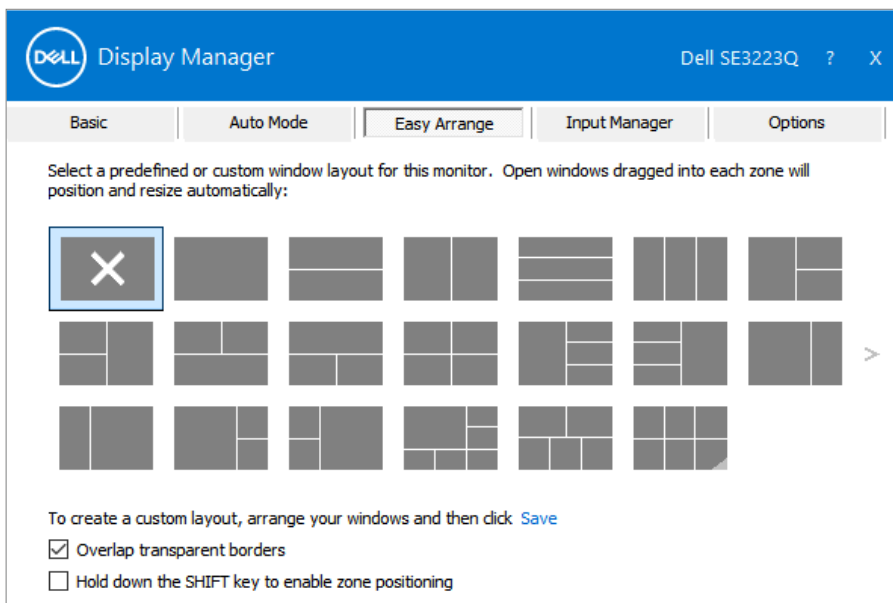 DELL Display Manager Dell SE3223Q ? X
Basic Auto Mode Easy Arrange Input Manager Options
Select a predefined or custom window layout for this monitor. Open windows dragged into each zone will
position and resize automatically:
>
To create a custom layout, arrange your windows and then click Save
Overlap transparent borders
Hold down the SHIFT key to enable zone positioning